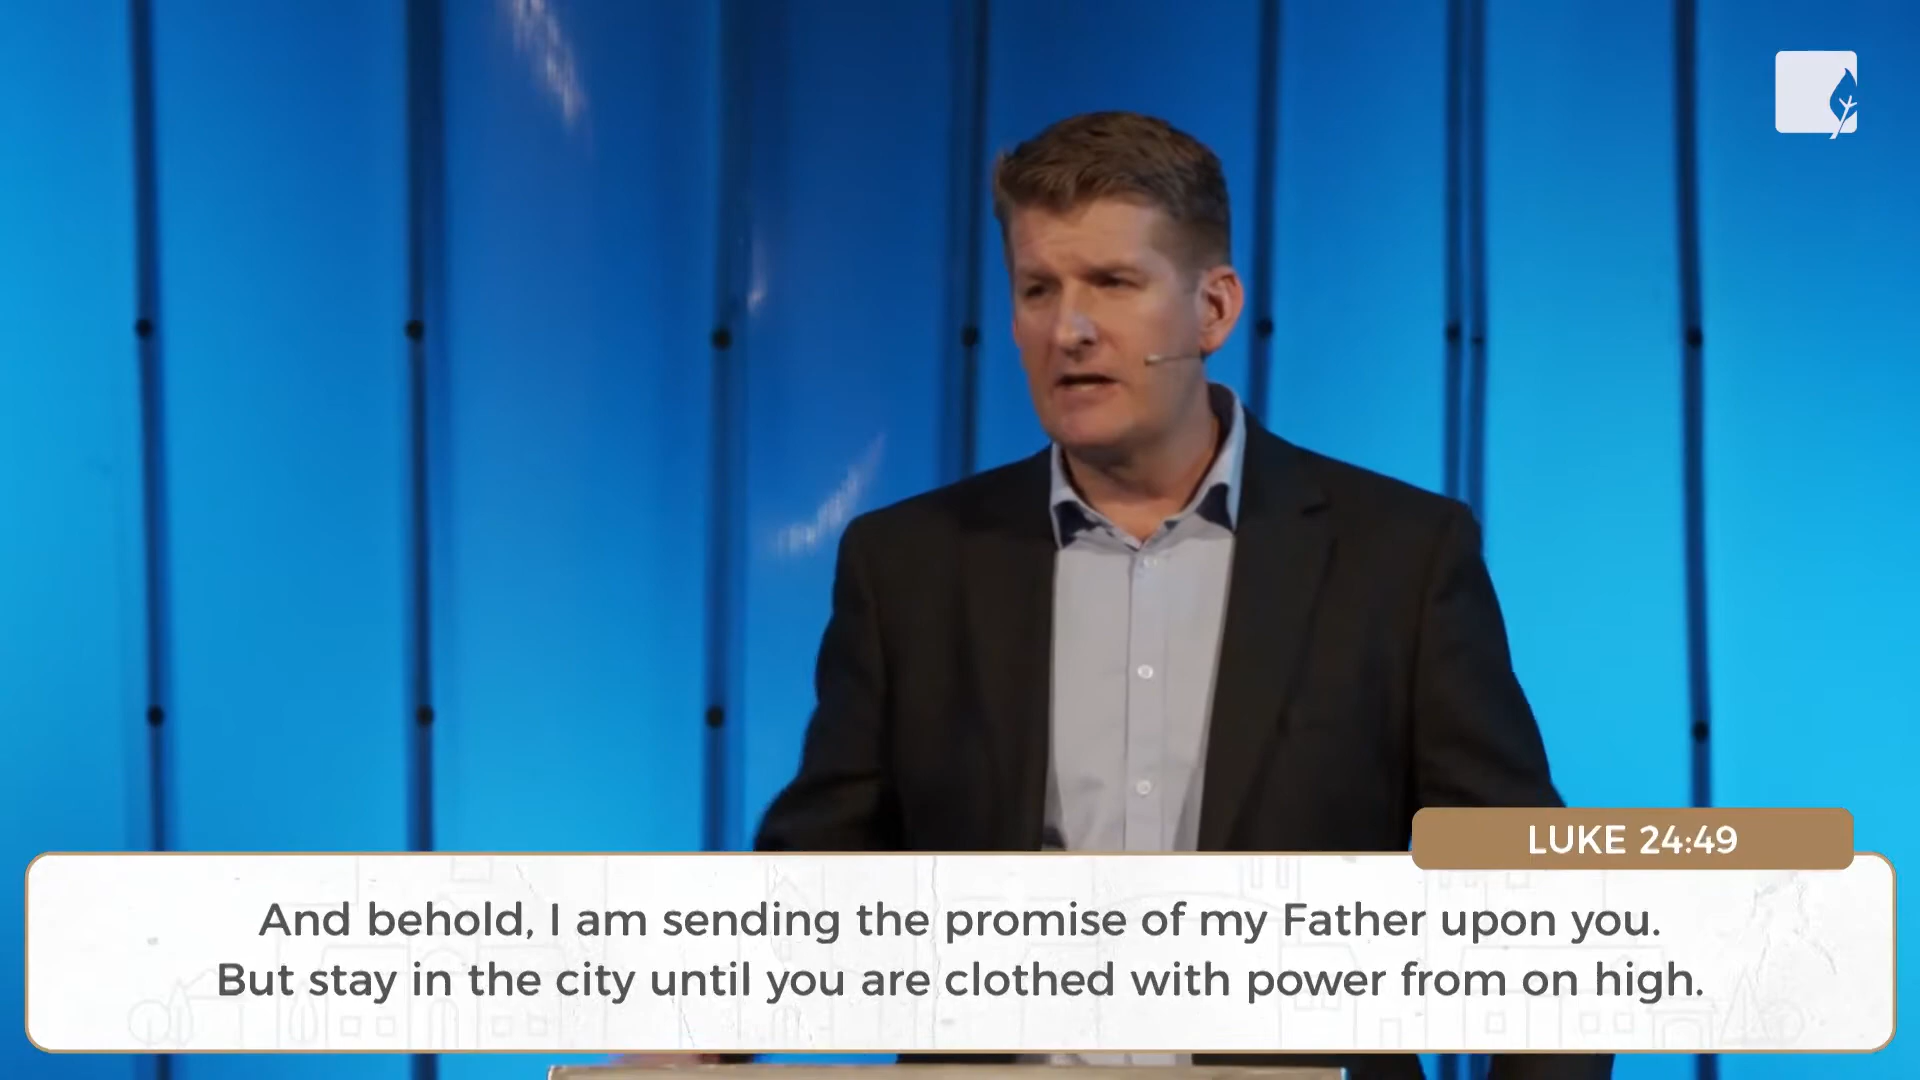 LUKE 24:49
And behold, I am sending the promise of my Father upon you.
But stay in the city until you are clothed with power from on high.